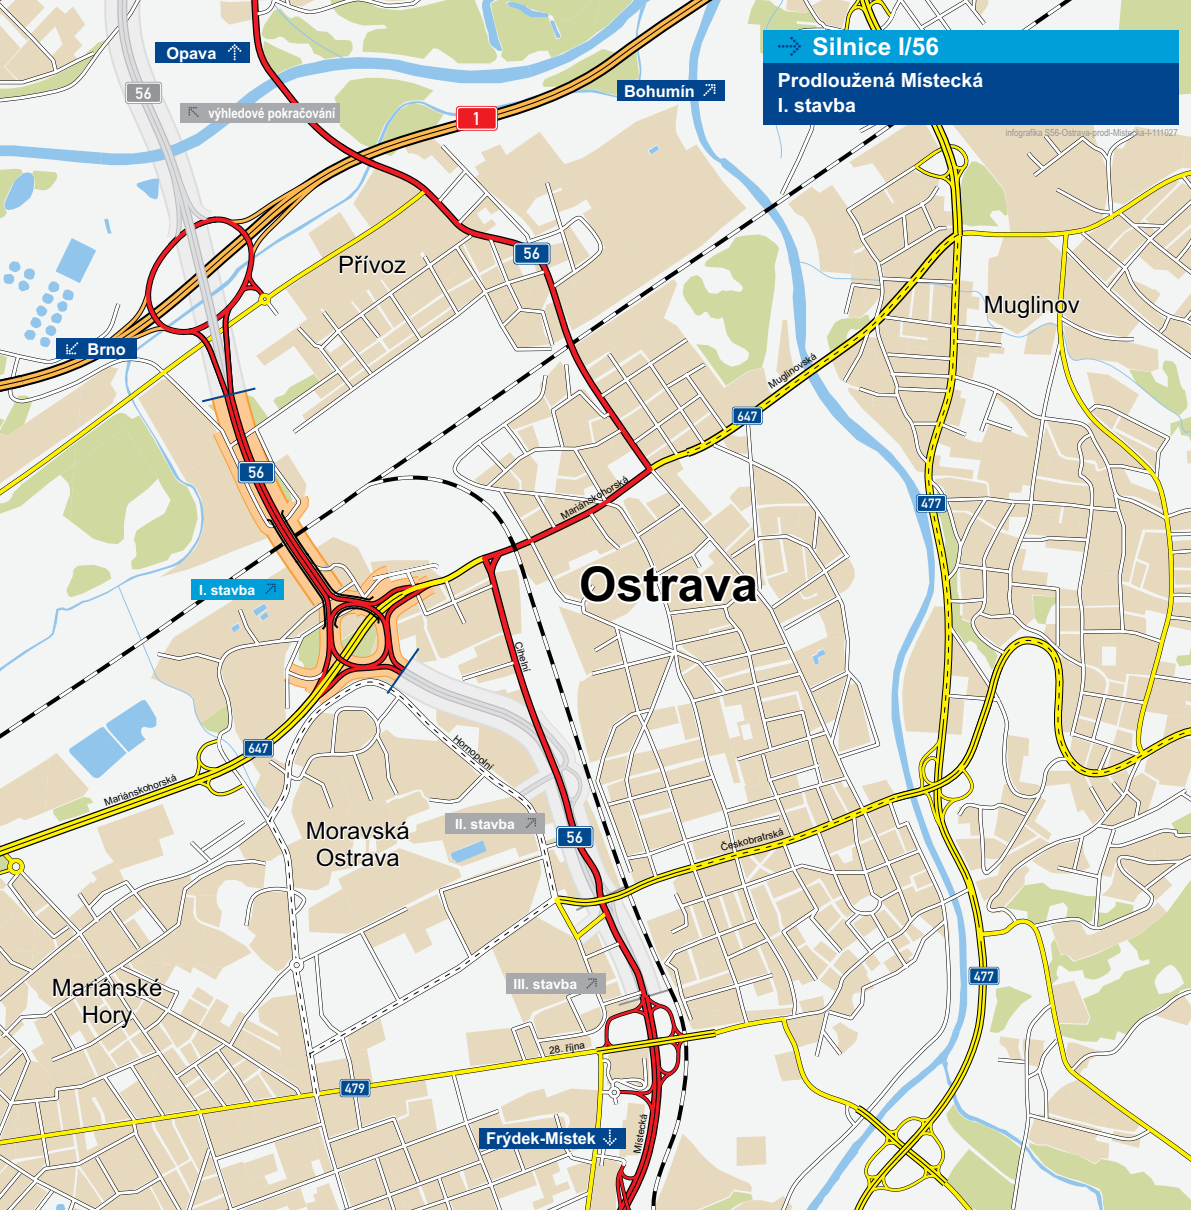 Silnice I/56
Prodloužená Místecká
I. stavba
infografika S56-Ostrava-prodl-Mistecka-I-111027
Opava
56
výhledové pokračování
Bohumín
1
56
Přívoz
Muglinov
Brno
Muglinovská
647
56
477
Mariánskohorská
Ostrava
I. stavba
Cihelní
647
Hornopolní
Mariánskohorská
II. stavba
56
Moravská
Ostrava
Českobratrská
III. stavba
477
Mariánské
Hory
28. října
479
Frýdek-Místek
Místecká